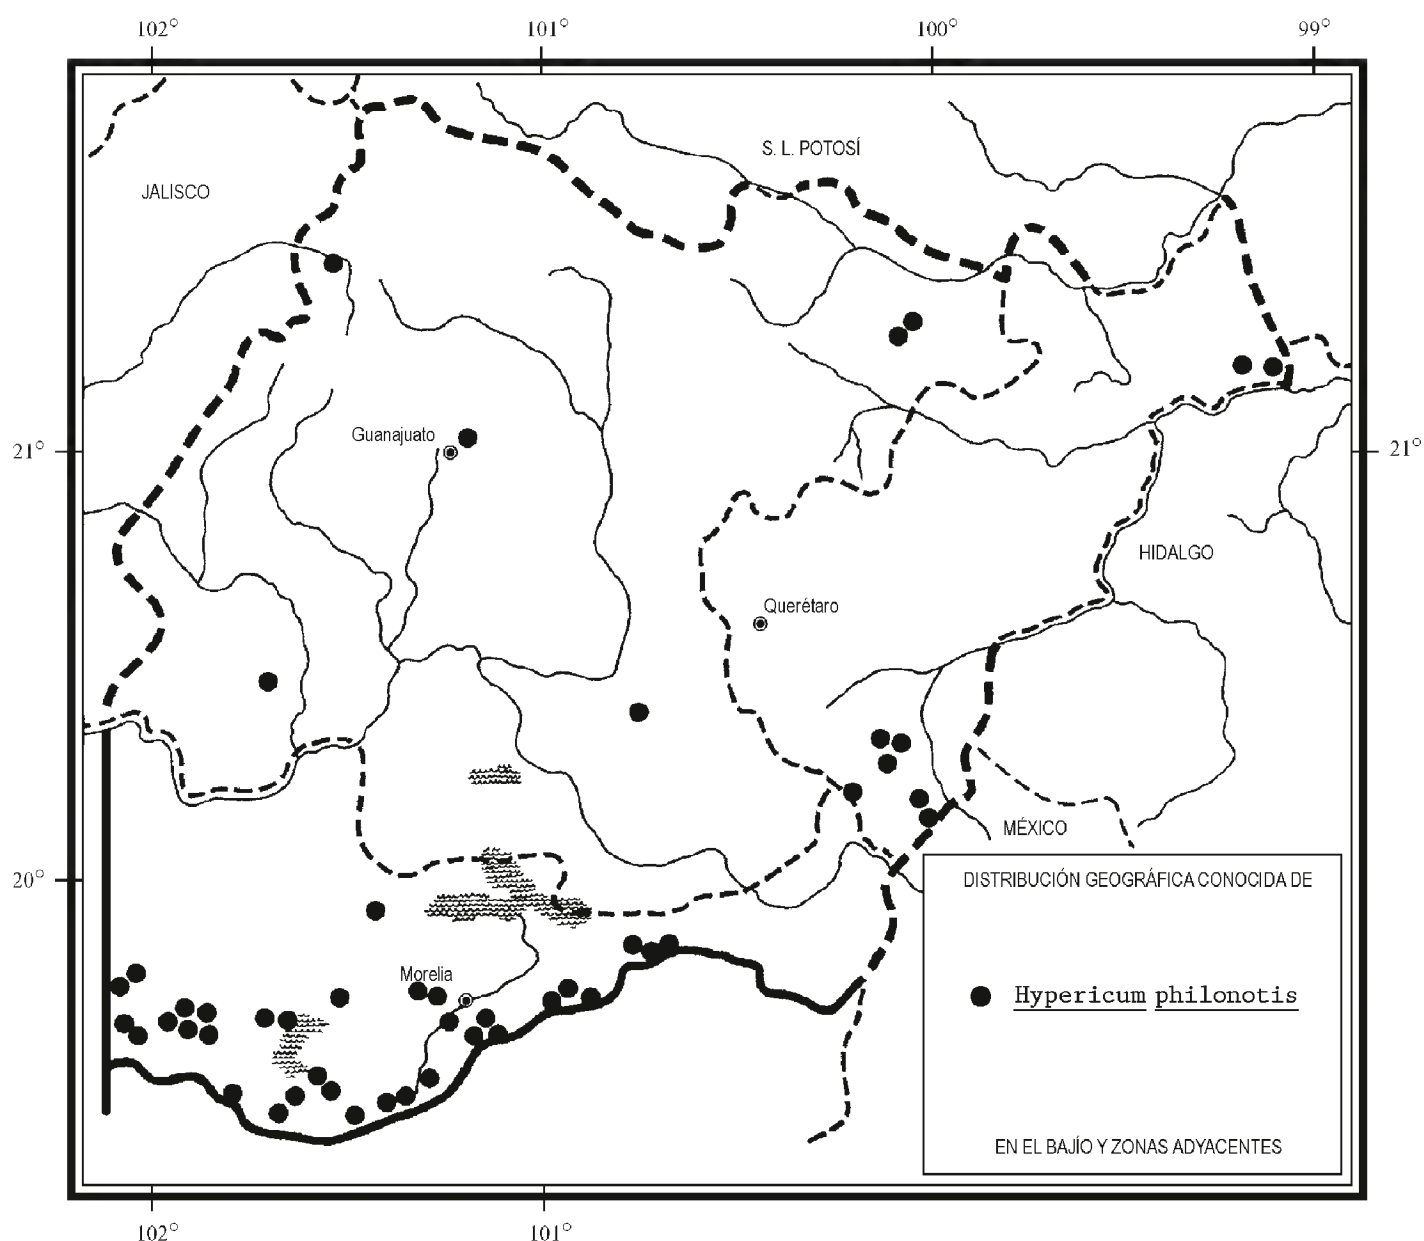 102° 101° 100° 99°
S. L. POTOSÍ
JALISCO
Guanajuato
21° 21°
HIDALGO
Querétaro
MÉXICO
20°
DISTRIBUCIÓN GEOGRÁFICA CONOCIDA DE
Morelia
Hypericum philonotis
EN EL BAJÍO Y ZONAS ADYACENTES
102° 101°